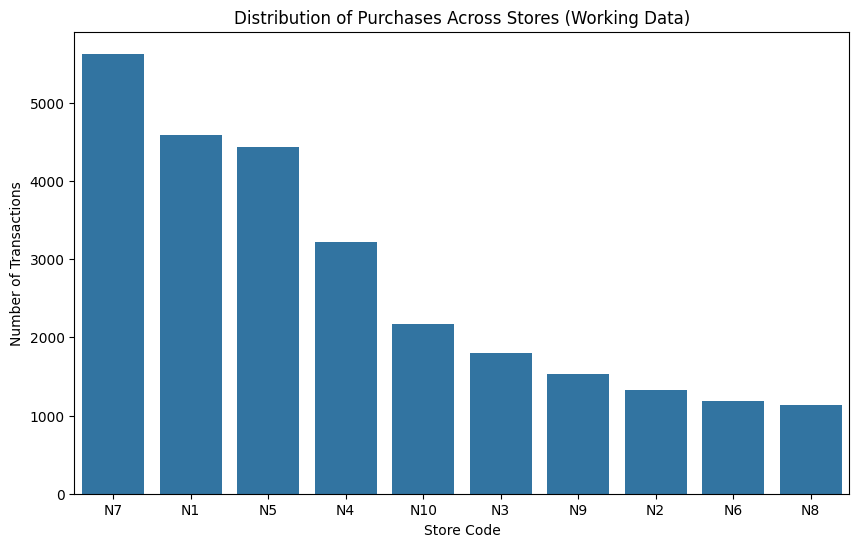 Distribution of Purchases Across Stores (Working Data)
Number of Transactions
5000
4000
3000
2000
1000
0
N7 N1 N5 N4 N10 N3 N9 N2 N6 N8
Store Code